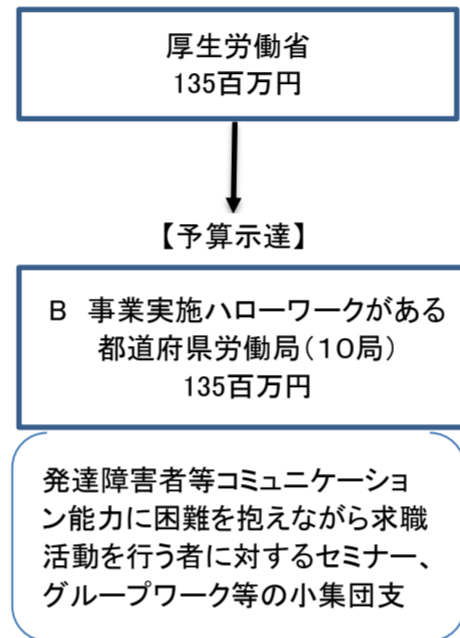 厚生労働省
135百万円
【予算示達】
B 事業実施ハローワークがある
都道府県労働局(10局)
135百万円
発達障害者等コミュニケーショ
ン能力に困難を抱えながら求職
活動を行う者に対するセミナー、
グループワーク等の小集団支